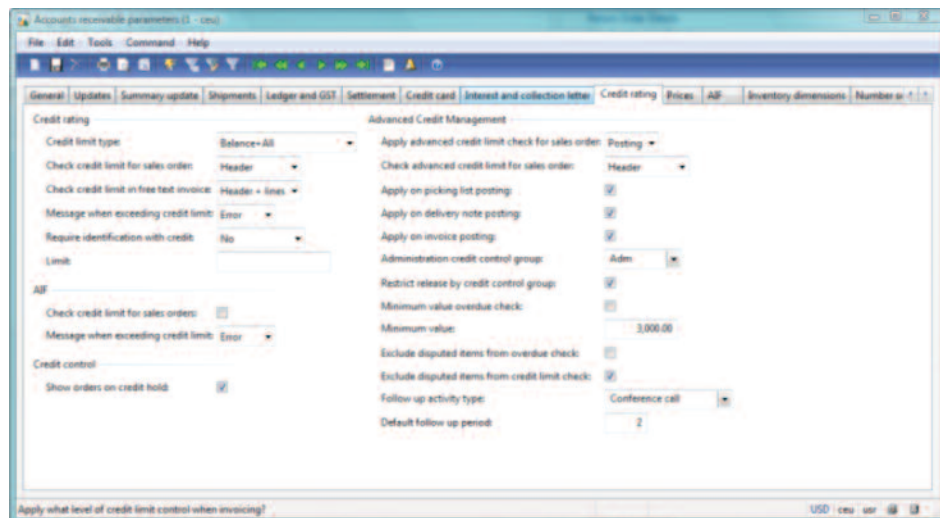 Accounts receivable parameters (1 - ceu)
File Edit Tools Command Help
General Updates Summary update Shipments Ledger and GST Settlement Credit card Interest and collection letter Credit rating Prices AIF Inventory dimensions Number
Credit rating
Credit limit type: Balance+All
Check credit limit for sales order: Header
Check credit limit in free text invoice: Header + lines
Message when exceeding credit limit: Error
Require identification with credit: No
Limit:
AIF
Check credit limit for sales orders:
Message when exceeding credit limit: Error
Credit control
Show orders on credit hold:
Advanced Credit Management
Apply advanced credit limit check for sales order: Posting
Check advanced credit limit for sales order: Header
Apply on picking list posting:
Apply on delivery note posting:
Apply on invoice posting:
Administration credit control group: Adm
Restrict release by credit control group:
Minimum value overdue check:
Minimum value: 3,000.00
Exclude disputed items from overdue check:
Exclude disputed items from credit limit check:
Follow up activity type: Conference call
Default follow up period: 2
Apply what level of credit limit control when invoicing? USD ceu usr